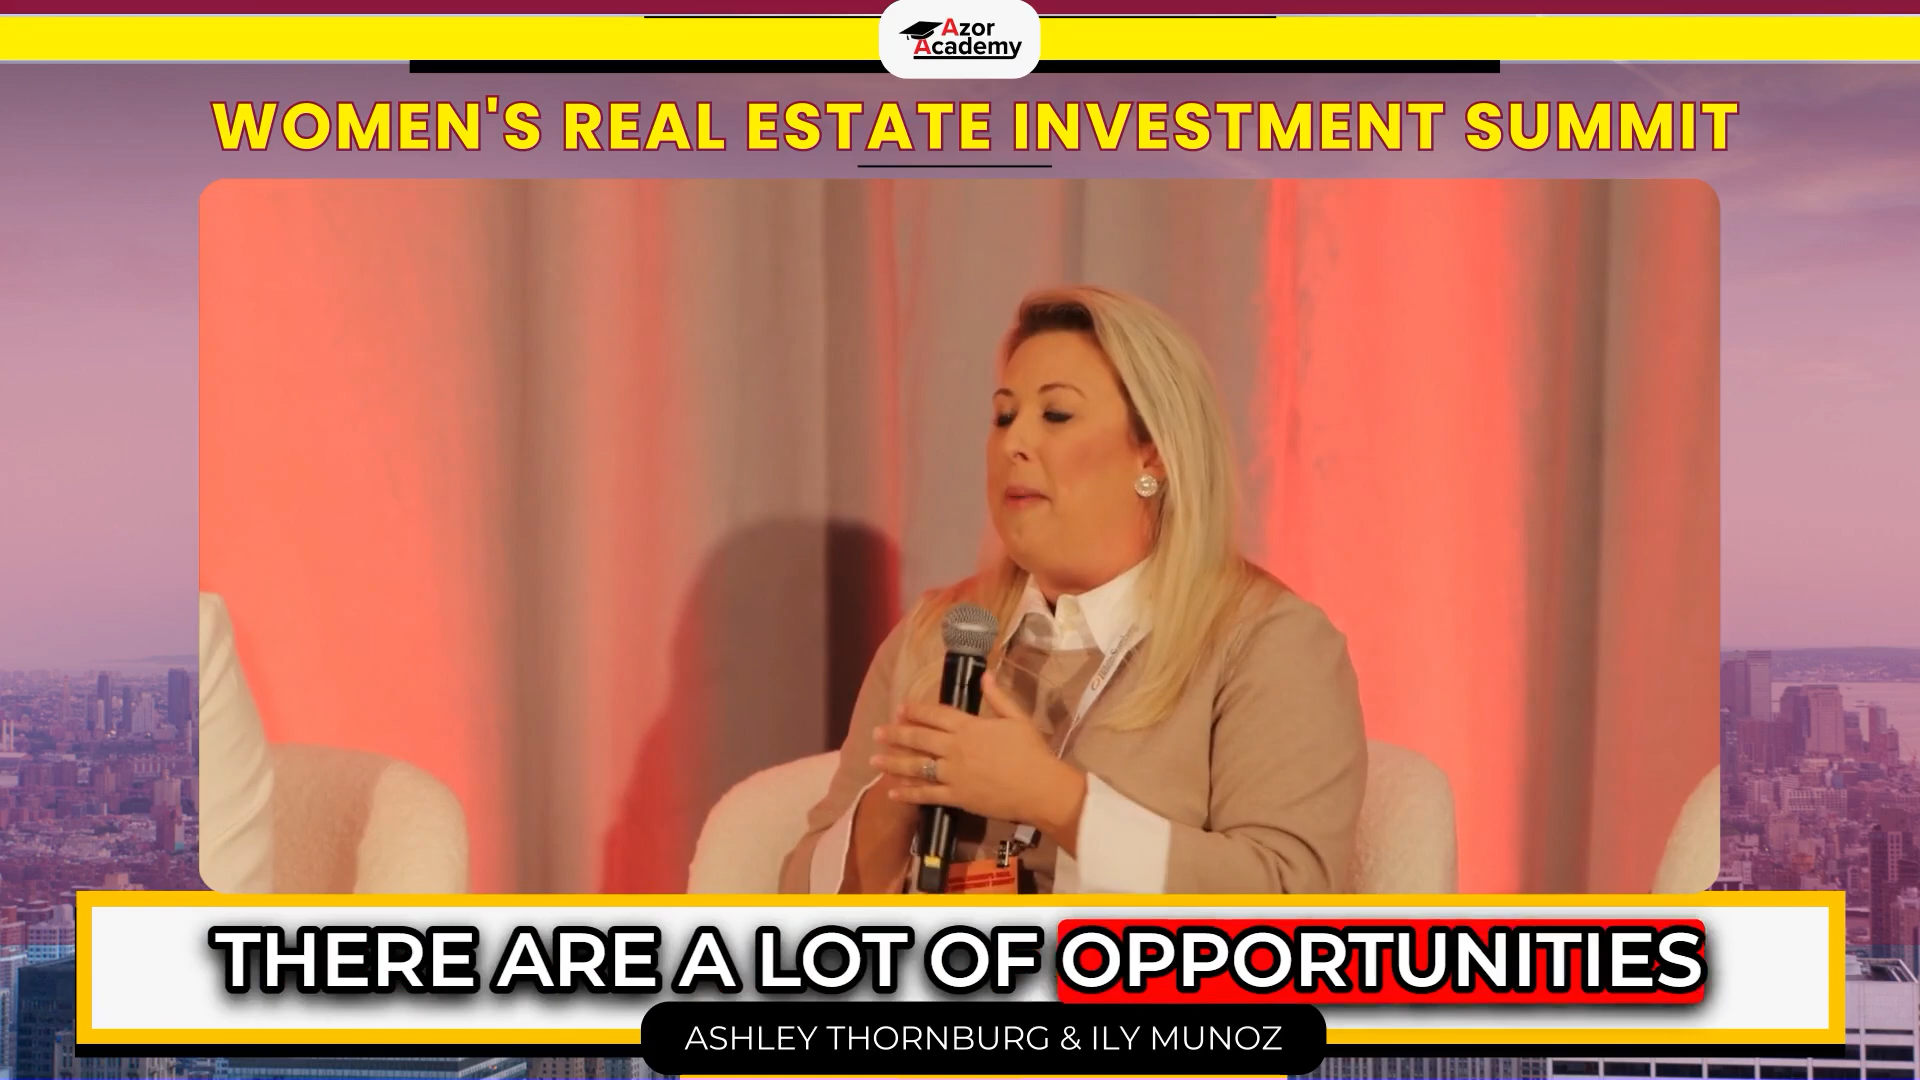 Azor
Academy
WOMEN'S REAL ESTATE INVESTMENT SUMMIT
THERE ARE A LOT OF OPPORTUNITIES
ASHLEY THORNBURG & ILY MUNOZ